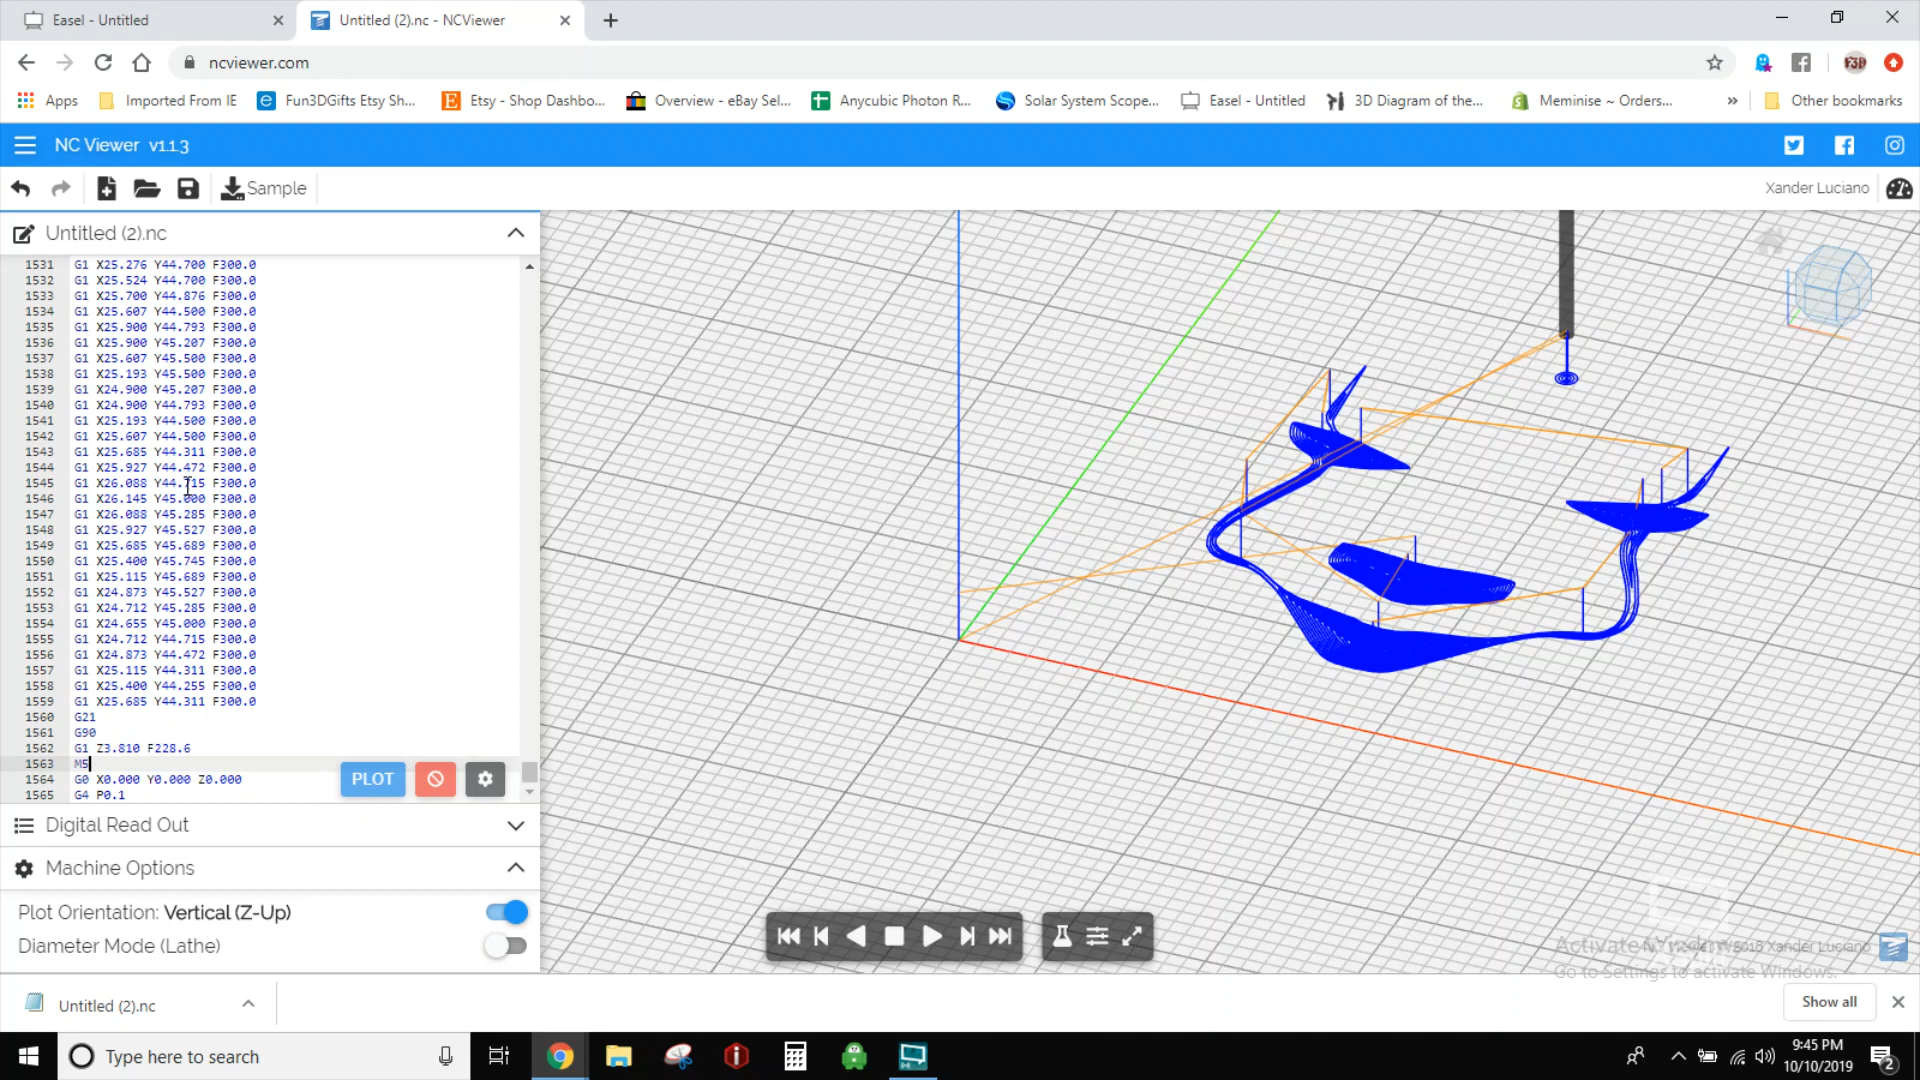 Easel - Untitled
Untitled (2).nc - NCViewer
ncviewer.com
F3D
Apps
Imported From IE
Fun3DGifts Etsy Sh...
Etsy - Shop Dashbo...
Overview - eBay Sel...
Anycubic Photon R...
Solar System Scope...
Easel - Untitled
3D Diagram of the...
Meminise ~ Orders...
»
Other bookmarks
NC Viewer v1.1.3
Sample
Xander Luciano
Untitled (2).nc
1531 G1 X25.276 Y44.700 F300.0
1532 G1 X25.524 Y44.700 F300.0
1533 G1 X25.700 Y44.876 F300.0
1534 G1 X25.607 Y44.500 F300.0
1535 G1 X25.900 Y44.793 F300.0
1536 G1 X25.900 Y45.207 F300.0
1537 G1 X25.607 Y45.500 F300.0
1538 G1 X25.193 Y45.500 F300.0
1539 G1 X24.900 Y45.207 F300.0
1540 G1 X24.900 Y44.793 F300.0
1541 G1 X25.193 Y44.500 F300.0
1542 G1 X25.607 Y44.500 F300.0
1543 G1 X25.685 Y44.311 F300.0
1544 G1 X25.927 Y44.472 F300.0
1545 G1 X26.088 Y44.715 F300.0
1546 G1 X26.145 Y45.000 F300.0
1547 G1 X26.088 Y45.285 F300.0
1548 G1 X25.927 Y45.527 F300.0
1549 G1 X25.685 Y45.689 F300.0
1550 G1 X25.400 Y45.745 F300.0
1551 G1 X25.115 Y45.689 F300.0
1552 G1 X24.873 Y45.527 F300.0
1553 G1 X24.712 Y45.285 F300.0
1554 G1 X24.655 Y45.000 F300.0
1555 G1 X24.712 Y44.715 F300.0
1556 G1 X24.873 Y44.472 F300.0
1557 G1 X25.115 Y44.311 F300.0
1558 G1 X25.400 Y44.255 F300.0
1559 G1 X25.685 Y44.311 F300.0
1560 G21
1561 G90
1562 G1 Z3.810 F228.6
1563 M5
1564 G0 X0.000 Y0.000 Z0.000
1565 G4 P0.1
PLOT
Digital Read Out
Machine Options
Plot Orientation: Vertical (Z-Up)
Diameter Mode (Lathe)
Xander Luciano
Go to Settings to activate Windows.
Untitled (2).nc
Show all
Type here to search
9:45 PM
10/10/2019
2